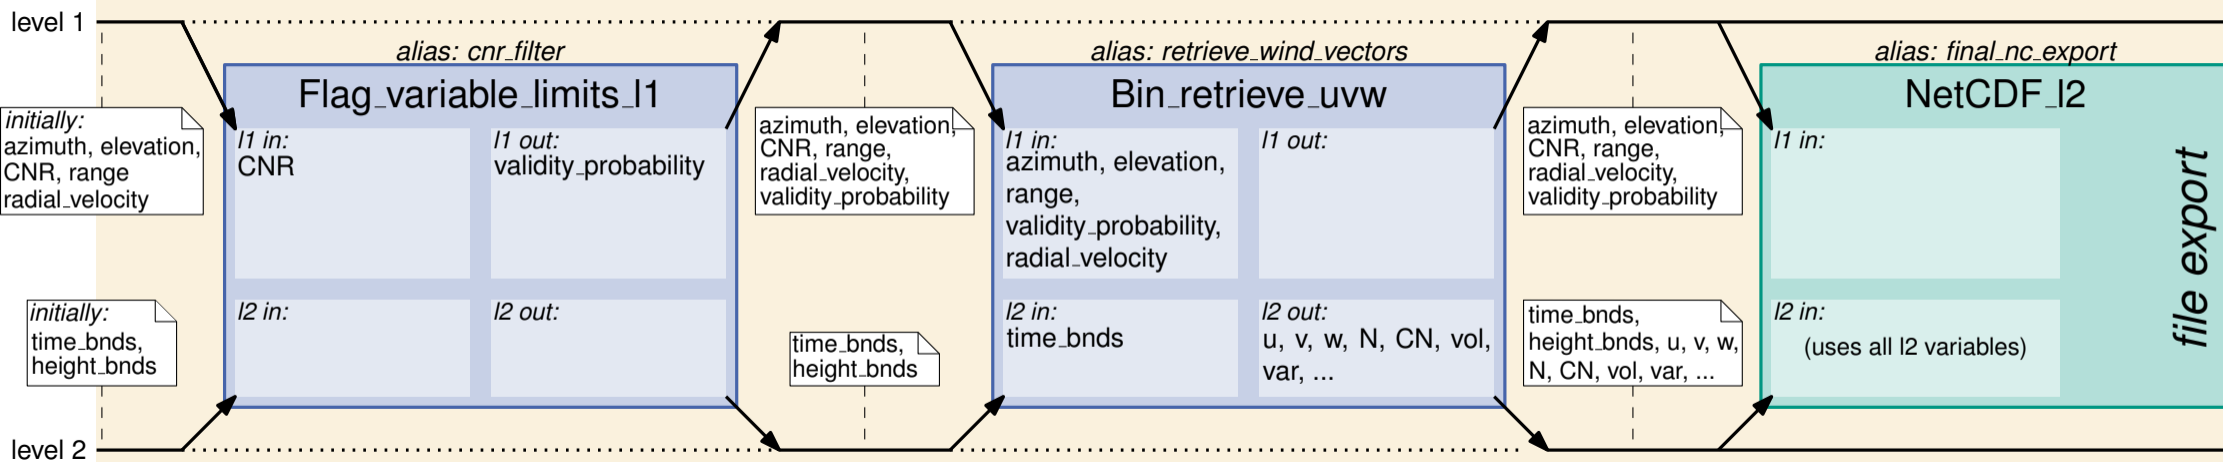 level 1
alias: cnr_filter
Flag_variable_limits_l1
initially:
azimuth, elevation,
CNR, range
radial_velocity
l1 in:
CNR
l1 out:
validity_probability
initially:
time_bnds,
height_bnds
l2 in:
l2 out:
azimuth, elevation,
CNR, range,
radial_velocity,
validity_probability
time_bnds,
height_bnds
alias: retrieve_wind_vectors
Bin_retrieve_uvw
l1 in:
azimuth, elevation,
range,
validity_probability,
radial_velocity
l1 out:
l2 in:
time_bnds
l2 out:
u, v, w, N, CN, vol,
var, ...
azimuth, elevation,
CNR, range,
radial_velocity,
validity_probability
time_bnds,
height_bnds, u, v, w,
N, CN, vol, var, ...
alias: final_nc_export
NetCDF_l2
l1 in:
l2 in:
(uses all l2 variables)
file export
level 2